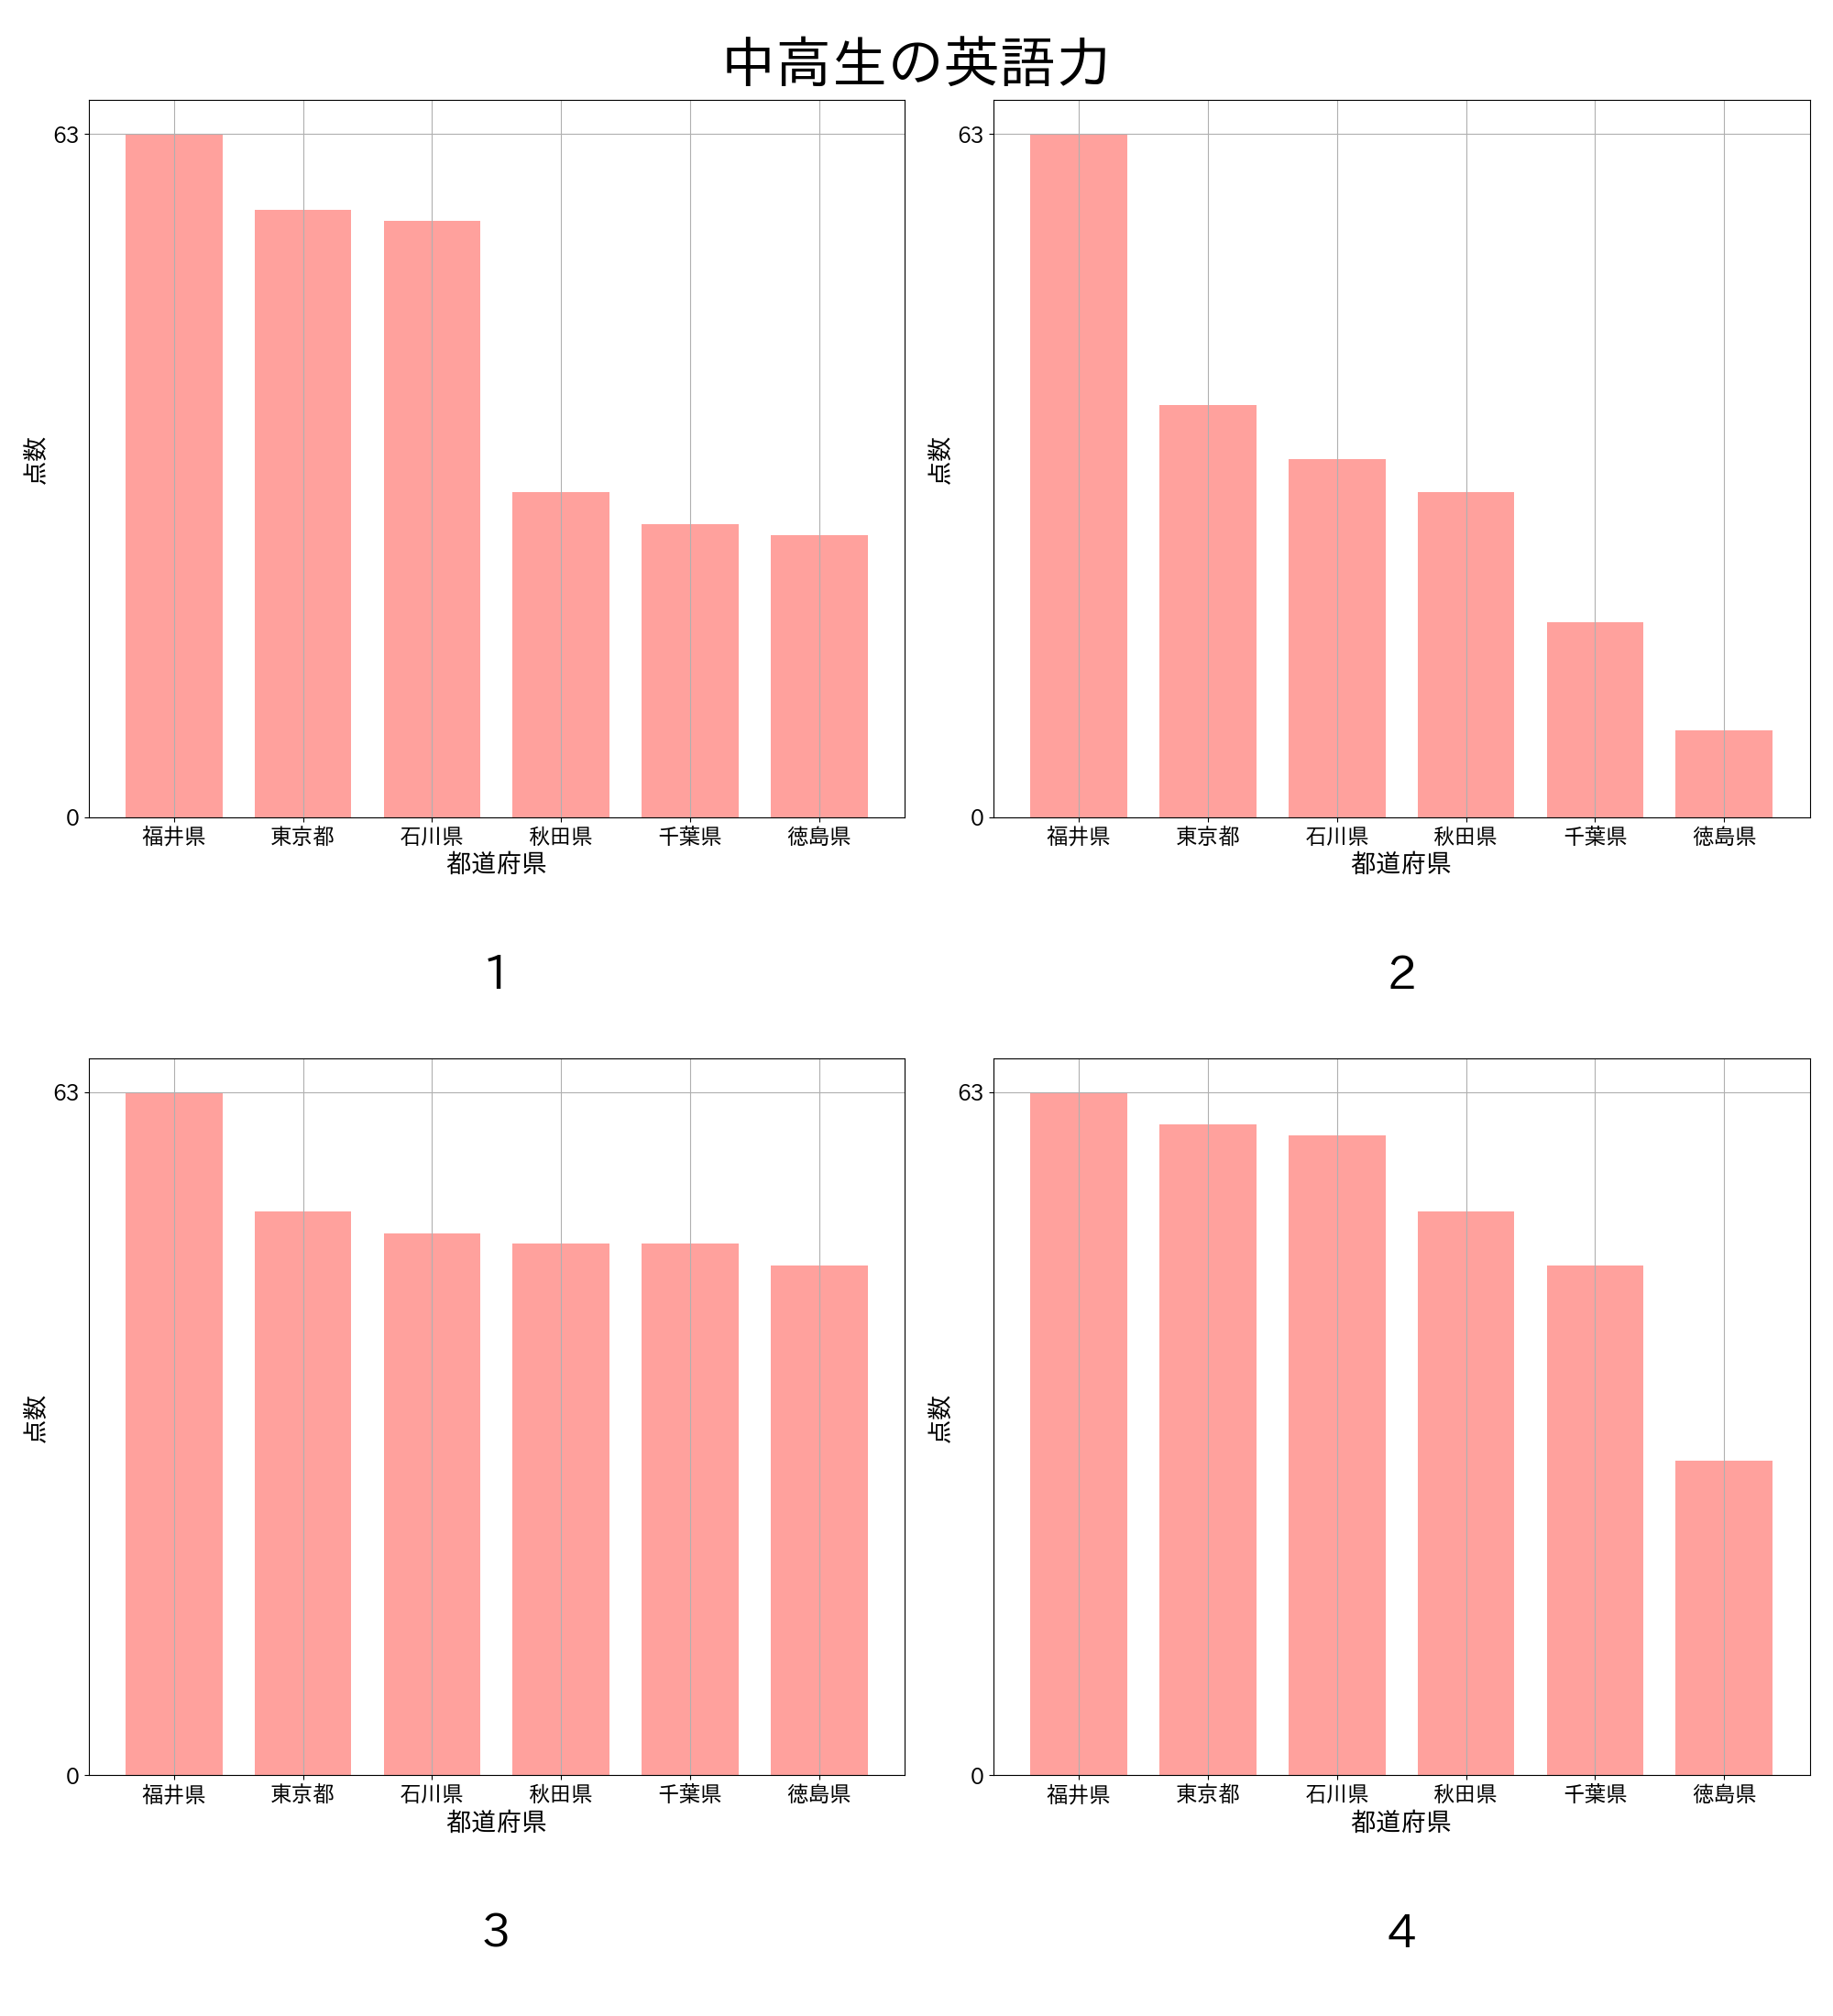 中高生の英語力
63
0
点数
福井県 東京都 石川県 秋田県 千葉県 徳島県
都道府県
1
63
0
点数
福井県 東京都 石川県 秋田県 千葉県 徳島県
都道府県
2
63
0
点数
福井県 東京都 石川県 秋田県 千葉県 徳島県
都道府県
3
63
0
点数
福井県 東京都 石川県 秋田県 千葉県 徳島県
都道府県
4